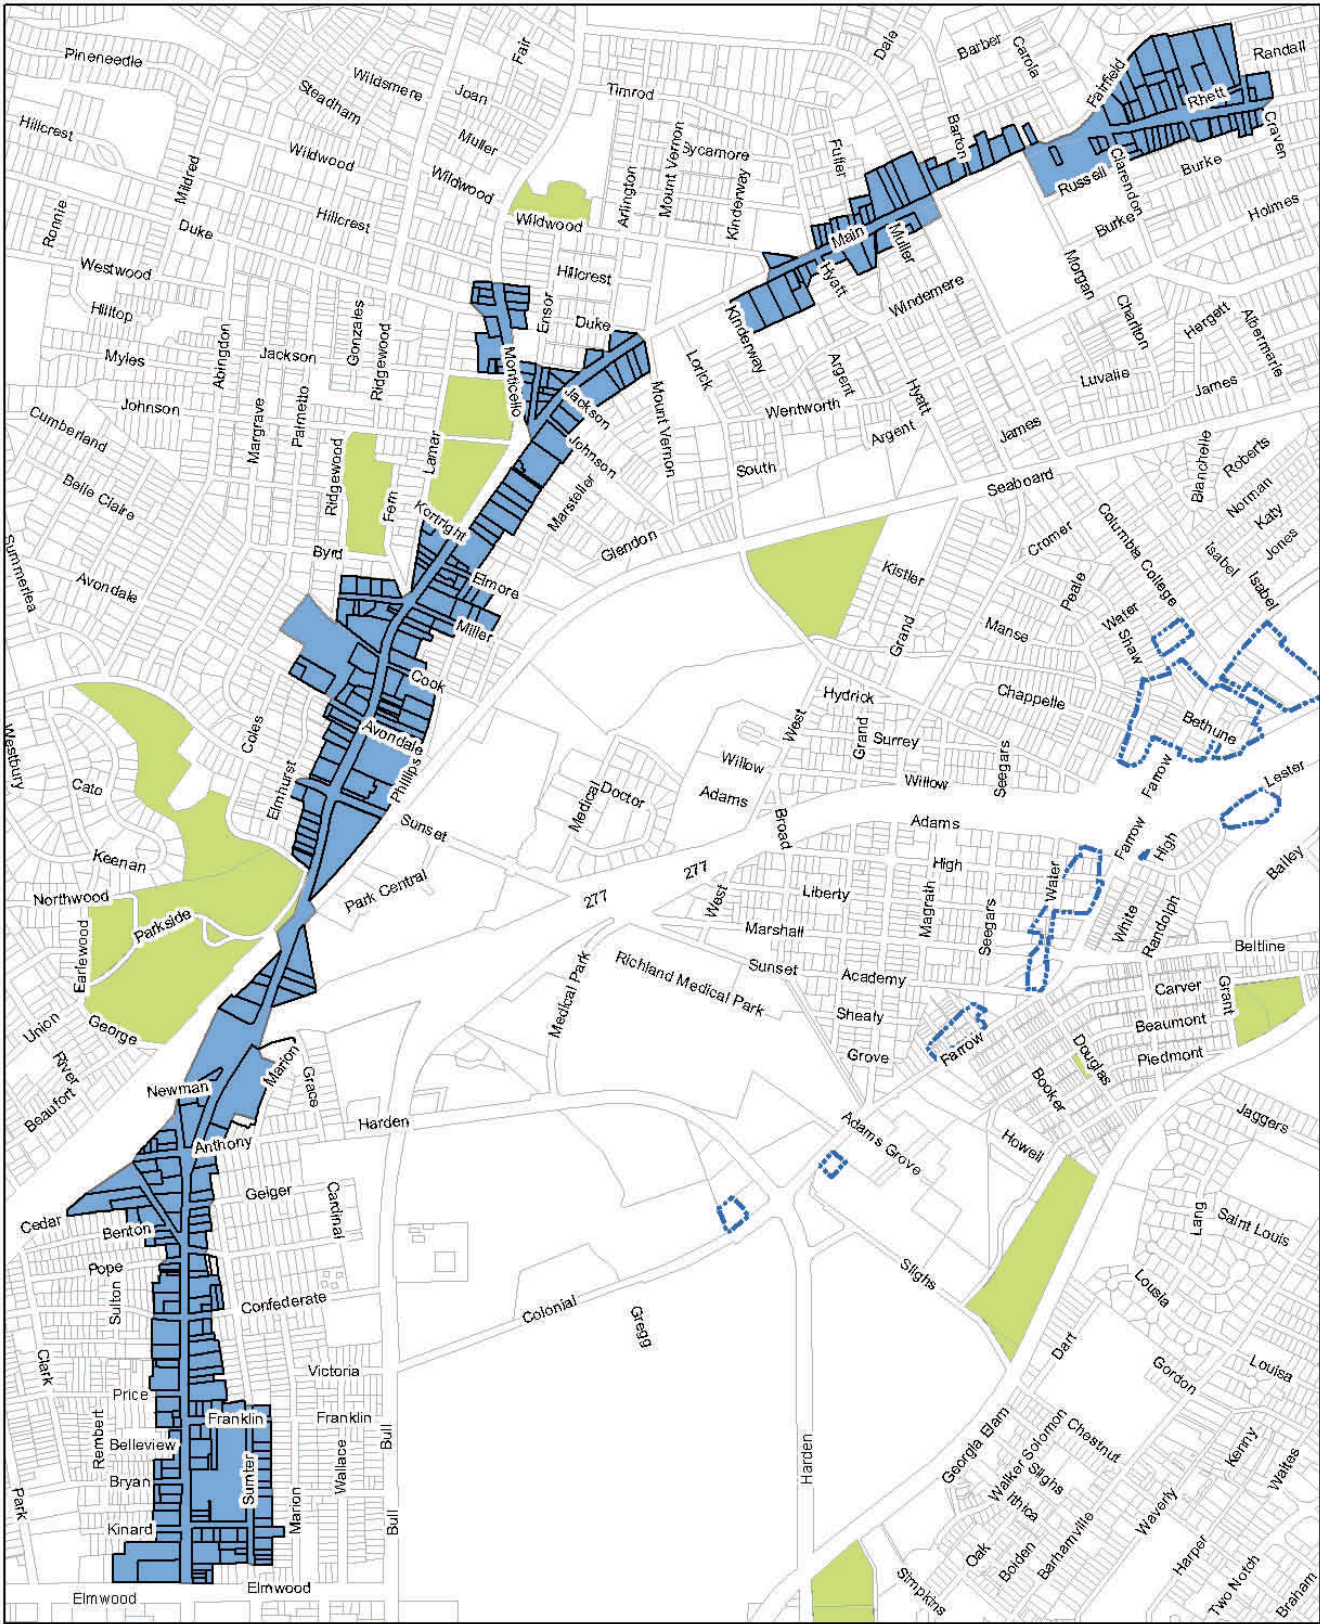 Pineneedle
Fair
Dale
Barber
Carola
Randall
Wildsmere
Joan
Timrod
Fairfield
Steadham
Rhett
Hillcrest
Muller
Mount Vernon
Sycamore
Fuller
Barton
Craven
Wildwood
Mildred
Wildwood
Arlington
Kinderway
Russell
Clarendon
Burke
Ronnie
Hillcrest
Wildwood
Main
Muller
Burke
Holmes
Duke
Westwood
Hillcrest
Hyatt
Morgan
Hilltop
Gonzales
Ridgewood
Ensor
Duke
Kinderway
Windemere
Charlton
Hergett
Albermarle
Myles
Abingdon
Jackson
Monticello
Lorick
Argent
Luvalie
James
Johnson
Margrave
Palmetto
Jackson
Mount Vernon
Wentworth
Hyatt
Cumberland
Ridgewood
Lamar
Johnson
Argent
James
Blanchelle
Roberts
Belle Claire
Fern
Kortright
Marsteller
South
Seaboard
Norman
Katy
Summerlea
Byrd
Glendon
Cromer
Columbia College
Isabel
Jones
Avondale
Elmore
Kistler
Peale
Isabel
Miller
Grand
Manse
Water
Shaw
Cook
Hydrick
Chappelle
Westbury
Coles
Avondale
West
Grand
Surrey
Bethune
Cato
Elmhurst
Phillips
Willow
Willow
Seegars
Farrow
Lester
Medical
Doctor
Adams
Keenan
Sunset
Broad
Adams
Farrow
High
Northwood
Park Central
277
277
High
Water
Bailey
Parkside
West
Liberty
Magrath
White
Randolph
Earlewood
Marshall
Seegars
Beltline
Union
George
Medical Park
Richland Medical Park
Sunset
Academy
Carver
Grant
River
Marion
Shealy
Beaumont
Beaufort
Newman
Grace
Grove
Farrow
Douglas
Piedmont
Booker
Anthony
Harden
Adams Grove
Howell
Jaggers
Geiger
Cardinal
Cedar
Benton
Lang
Saint Louis
Pope
Sulton
Confederate
Colonial
Gregg
Slighs
Lousia
Clark
Victoria
Dart
Gordon
Louisa
Price
Franklin
Franklin
Georgia Elam
Rembert
Belleview
Bull
Harden
Walker Solomon
Chestnut
Kenny
Bryan
Sumter
Wallace
Slighs
Waites
Park
Marion
Ithica
Kinard
Bull
Barhamville
Waverly
Oak
Bolden
Harper
Elmwood
Elmwood
Simpkins
Two Notch
Braham